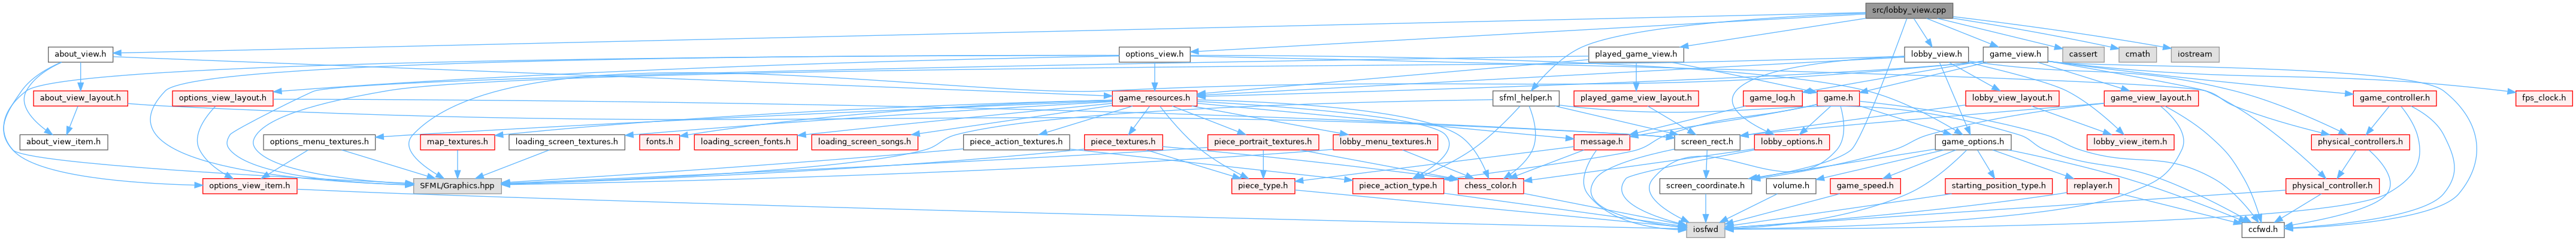 src/lobby_view.cpp
about_view.h
options_view.h
played_game_view.h
lobby_view.h
game_view.h
cassert
cmath
iostream
about_view_layout.h
options_view_layout.h
game_resources.h
sfml_helper.h
played_game_view_layout.h
game_log.h
game.h
lobby_view_layout.h
game_view_layout.h
game_controller.h
fps_clock.h
about_view_item.h
options_menu_textures.h
map_textures.h
loading_screen_textures.h
fonts.h
loading_screen_fonts.h
loading_screen_songs.h
piece_action_textures.h
piece_textures.h
piece_portrait_textures.h
lobby_menu_textures.h
message.h
screen_rect.h
lobby_options.h
game_options.h
lobby_view_item.h
physical_controllers.h
options_view_item.h
SFML/Graphics.hpp
piece_type.h
piece_action_type.h
chess_color.h
screen_coordinate.h
volume.h
game_speed.h
starting_position_type.h
replayer.h
physical_controller.h
iosfwd
ccfwd.h